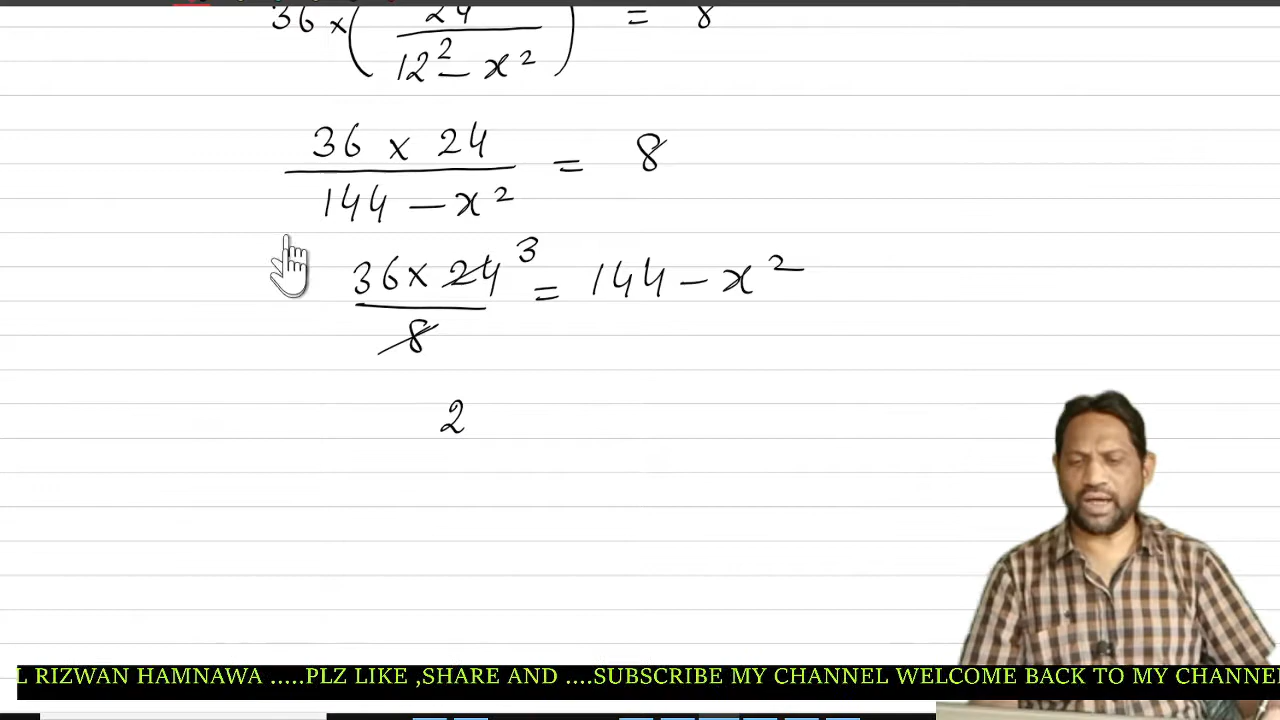 36 × ( 24 / 12² - x² ) = 8
36 × 24 / 144 - x² = 8
36 × 24 3 / 8 = 144 - x²
2
L RIZWAN HAMNAWA .....PLZ LIKE ,SHARE AND ....SUBSCRIBE MY CHANNEL WELCOME BACK TO MY CHANNE